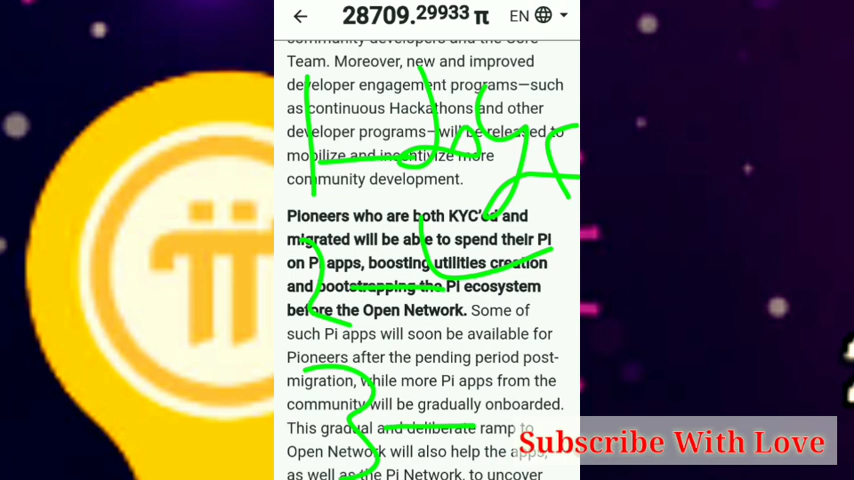 28709.29933 π EN
community developers and the Core
Team. Moreover, new and improved
developer engagement programs—such
as continuous Hackathons and other
developer programs—will be released to
mobilize and incentivize more
community development.
Pioneers who are both KYC'ed and
migrated will be able to spend their Pi
on Pi apps, boosting utilities creation
and bootstrapping the Pi ecosystem
before the Open Network. Some of
such Pi apps will soon be available for
Pioneers after the pending period post-
migration, while more Pi apps from the
community will be gradually onboarded.
This gradual and deliberate ramp to
Open Network will also help the apps,
as well as the Pi Network, to uncover
Subscribe With Love